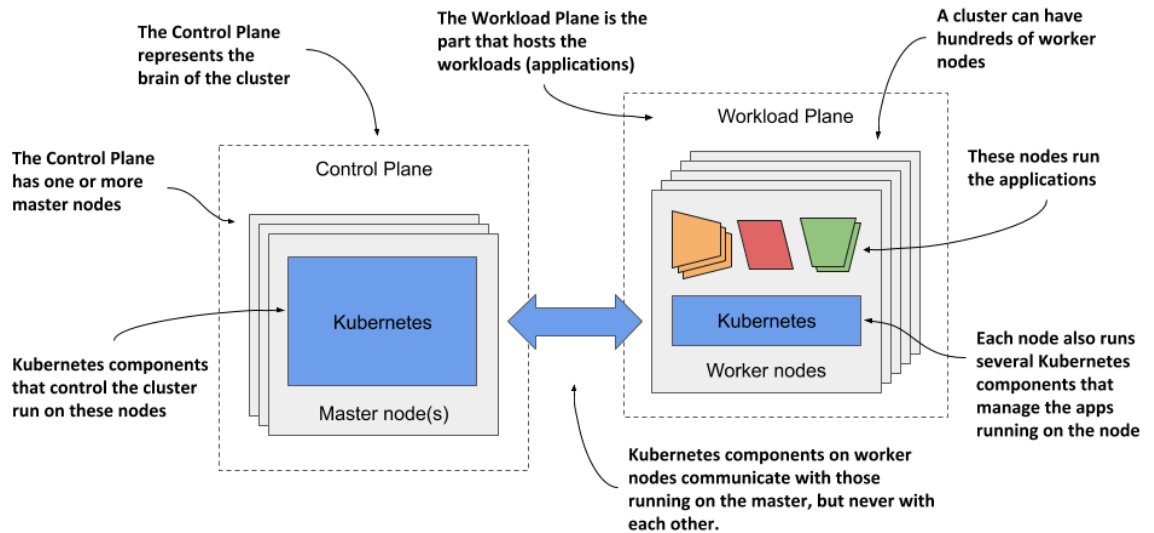 The Control Plane
represents the
brain of the cluster
The Workload Plane is the
part that hosts the
workloads (applications)
A cluster can have
hundreds of worker
nodes
The Control Plane
has one or more
master nodes
Control Plane
Workload Plane
These nodes run
the applications
Kubernetes
Kubernetes
Kubernetes components
that control the cluster
run on these nodes
Master node(s)
Worker nodes
Each node also runs
several Kubernetes
components that
manage the apps
running on the node
Kubernetes components on worker
nodes communicate with those
running on the master, but never with
each other.